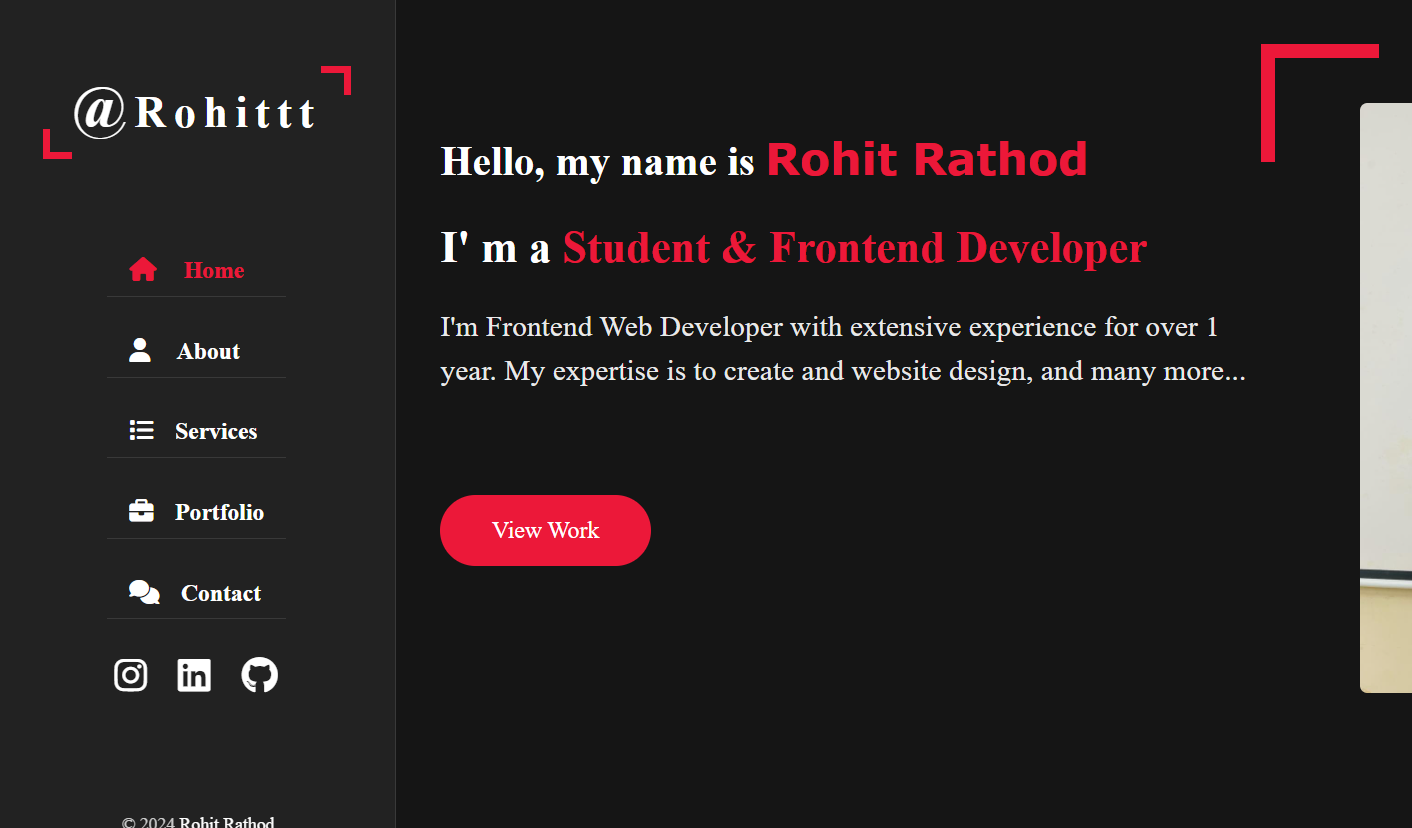 @Rohittt
Home
About
Services
Portfolio
Contact
© 2024 Rohit Rathod
Hello, my name is Rohit Rathod
I' m a Student & Frontend Developer
I'm Frontend Web Developer with extensive experience for over 1
year. My expertise is to create and website design, and many more...
View Work